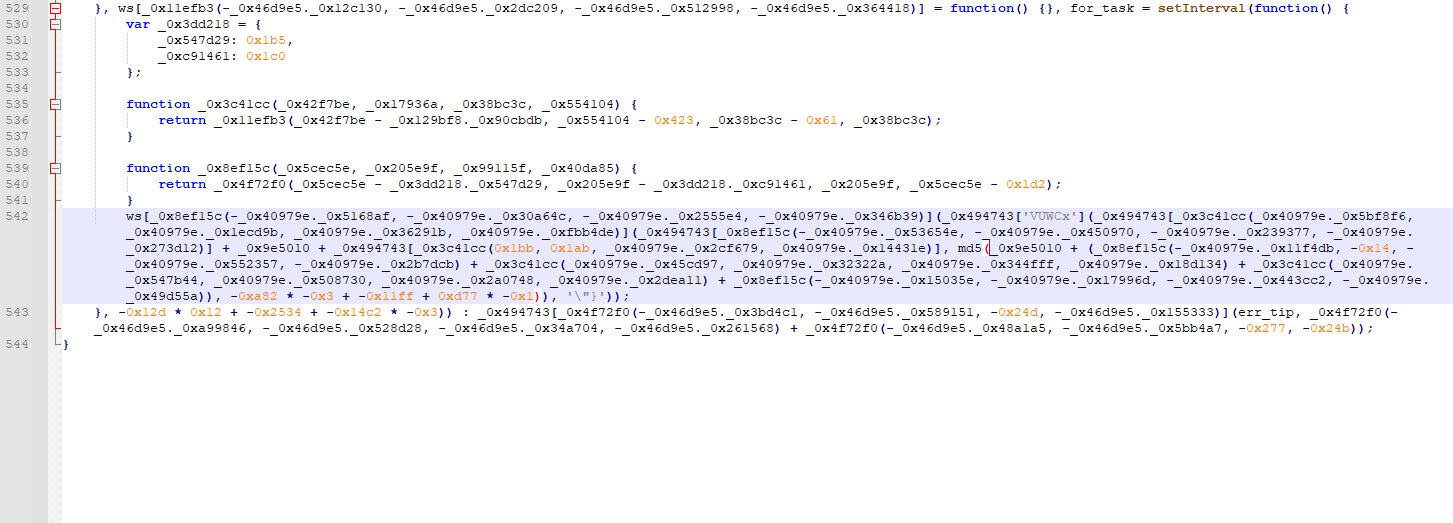 529 }, ws[_0x11efb3(-_0x46d9e5._0x12c130, -_0x46d9e5._0x2dc209, -_0x46d9e5._0x512998, -_0x46d9e5._0x364418)] = function() {}, for_task = setInterval(function() {
530 var _0x3dd218 = {
531 _0x547d29: 0x1b5,
532 _0xc91461: 0x1c0
533 };
534
535 function _0x3c41cc(_0x42f7be, _0x17936a, _0x38bc3c, _0x554104) {
536 return _0x11efb3(_0x42f7be - _0x129bf8._0x90cbdb, _0x554104 - 0x423, _0x38bc3c - 0x61, _0x38bc3c);
537 }
538
539 function _0x8ef15c(_0x5cec5e, _0x205e9f, _0x99115f, _0x40da85) {
540 return _0x4f72f0(_0x5cec5e - _0x3dd218._0x547d29, _0x205e9f - _0x3dd218._0xc91461, _0x205e9f, _0x5cec5e - 0x1d2);
541 }
542 ws[_0x8ef15c(-_0x40979e._0x5168af, -_0x40979e._0x30a64c, -_0x40979e._0x2555e4, -_0x40979e._0x346b39)](_0x494743['VUWCx'](_0x494743[_0x3c41cc(_0x40979e._0x5bf8f6,
_0x40979e._0x1ecd9b, _0x40979e._0x36291b, _0x40979e._0xfbb4de)](_0x494743[_0x8ef15c(-_0x40979e._0x53654e, -_0x40979e._0x450970, -_0x40979e._0x239377, -_0x40979e.
_0x273d12)] + _0x9e5010 + _0x494743[_0x3c41cc(0x1bb, 0x1ab, _0x40979e._0x2cf679, _0x40979e._0x14431e)], md5(_0x9e5010 + (_0x8ef15c(-_0x40979e._0x11f4db, -0x14, -
_0x40979e._0x552357, -_0x40979e._0x2b7dcb) + _0x3c41cc(_0x40979e._0x45cd97, _0x40979e._0x32322a, _0x40979e._0x344fff, _0x40979e._0x18d134) + _0x3c41cc(_0x40979e.
_0x547b44, _0x40979e._0x508730, _0x40979e._0x2a0748, _0x40979e._0x2dea11) + _0x8ef15c(-_0x40979e._0x15035e, -_0x40979e._0x17996d, -_0x40979e._0x443cc2, -_0x40979e.
_0x49d55a)), -0xa82 * -0x3 + -0x11ff + 0xd77 * -0x1)), '\"}'));
543 }, -0x12d * 0x12 + -0x2534 + -0x14c2 * -0x3)) : _0x494743[_0x4f72f0(-_0x46d9e5._0x3bd4c1, -_0x46d9e5._0x589151, -0x24d, -_0x46d9e5._0x155333)](err_tip, _0x4f72f0(-
_0x46d9e5._0xa99846, -_0x46d9e5._0x528d28, -_0x46d9e5._0x34a704, -_0x46d9e5._0x261568) + _0x4f72f0(-_0x46d9e5._0x48a1a5, -_0x46d9e5._0x5bb4a7, -0x277, -0x24b));
544 }